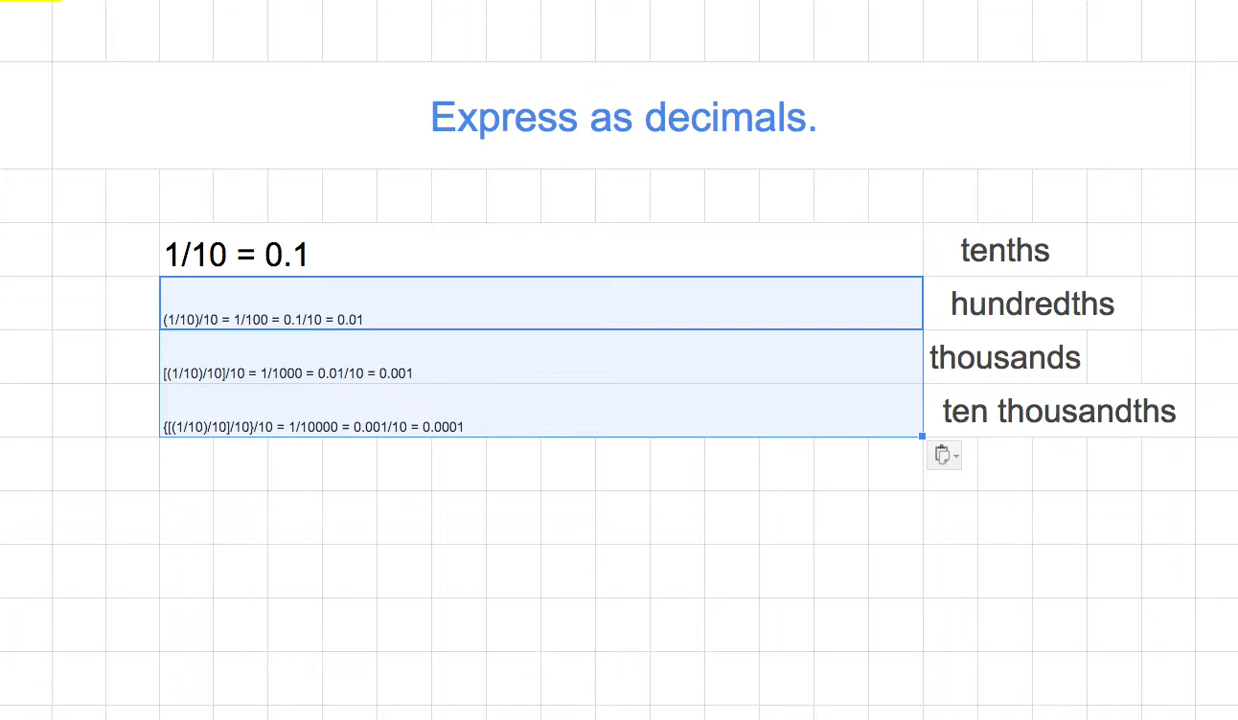 Express as decimals.
1/10 = 0.1 tenths
(1/10)/10 = 1/100 = 0.1/10 = 0.01 hundredths
[(1/10)/10]/10 = 1/1000 = 0.01/10 = 0.001 thousands
{[(1/10)/10]/10}/10 = 1/10000 = 0.001/10 = 0.0001 ten thousandths